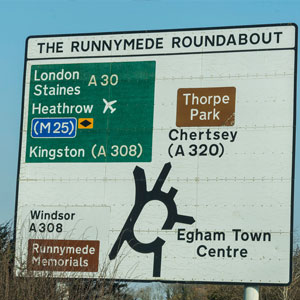 THE RUNNYMEDE ROUNDABOUT
London
Staines A 30
Heathrow
(M 25)
Kingston (A 308)
Thorpe
Park
Chertsey
(A 320)
Windsor
A 308
Runnymede
Memorials
Egham Town
Centre